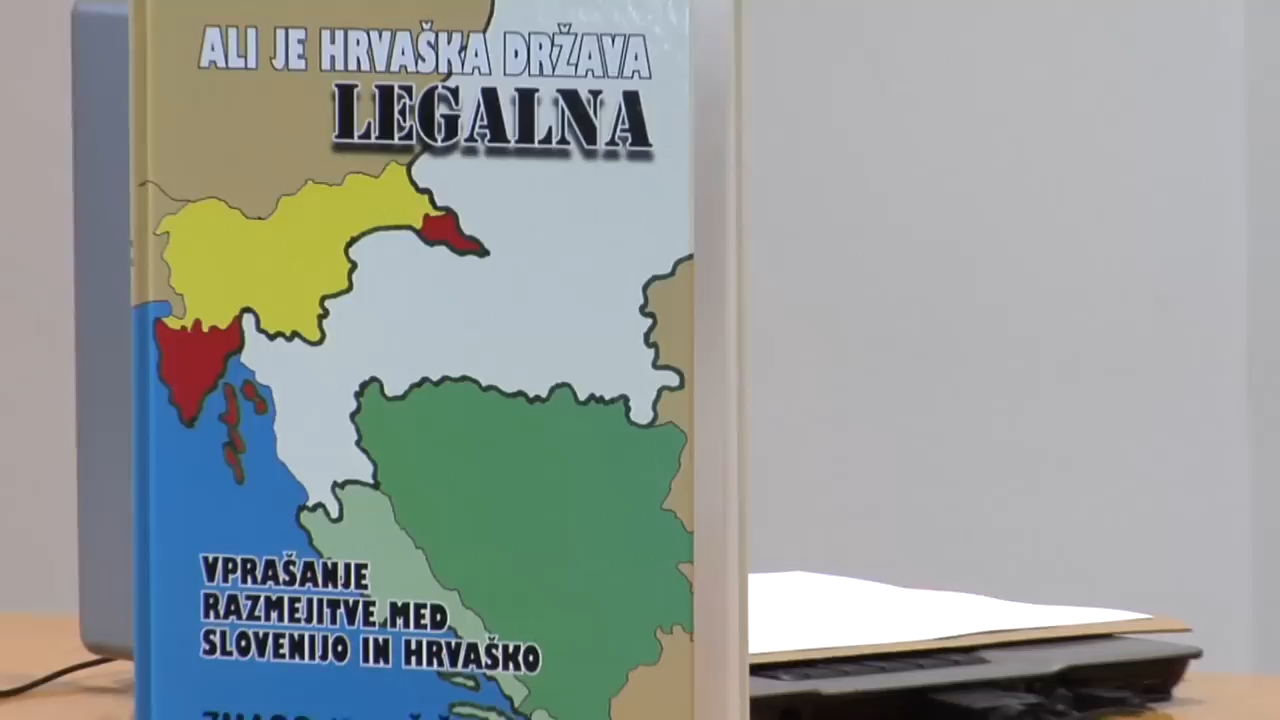 ALI JE HRVAŠKA DRŽAVA
LEGALNA
VPRAŠANJE
RAZMEJITVE MED
SLOVENIJO IN HRVAŠKO